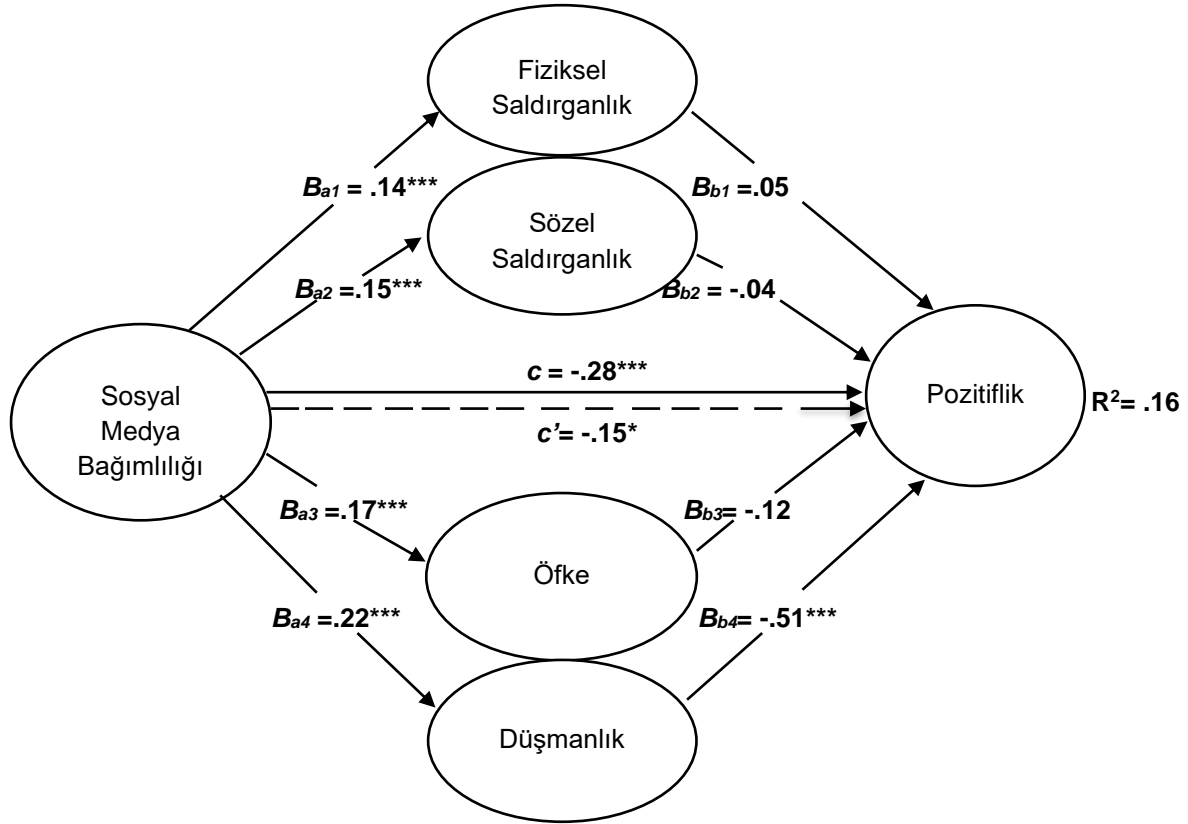 Fiziksel
Saldırganlık
Ba1 = .14***
Bb1 =.05
Sözel
Saldırganlık
Ba2 =.15***
Bb2 = -.04
Sosyal
Medya
Bağımlılığı
c = -.28***
c'= -.15*
Pozitiflik
R²= .16
Ba3 =.17***
Bb3= -.12
Öfke
Ba4 =.22***
Bb4= -.51***
Düşmanlık